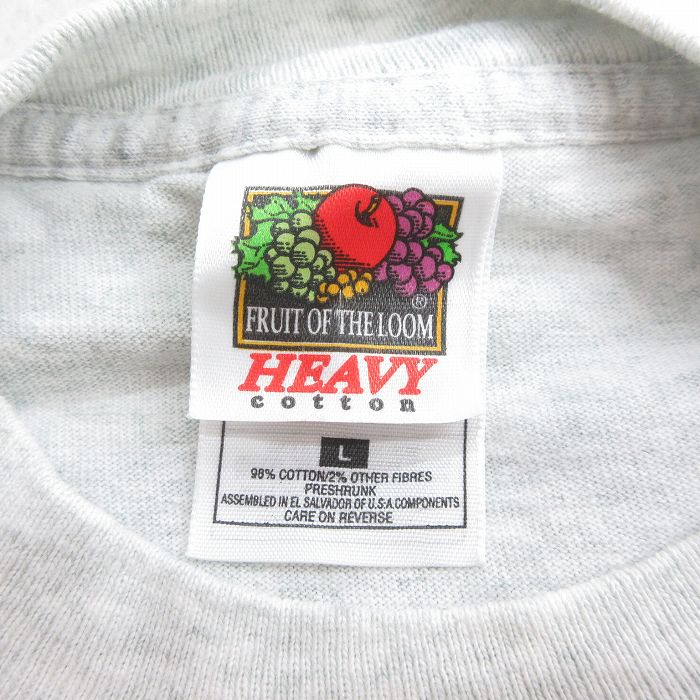 ®
FRUIT OF THE LOOM
HEAVY
cotton
L
98% COTTON/2% OTHER FIBRES
PRESHRUNK
ASSEMBLED IN EL SALVADOR OF U.S.A. COMPONENTS
CARE ON REVERSE